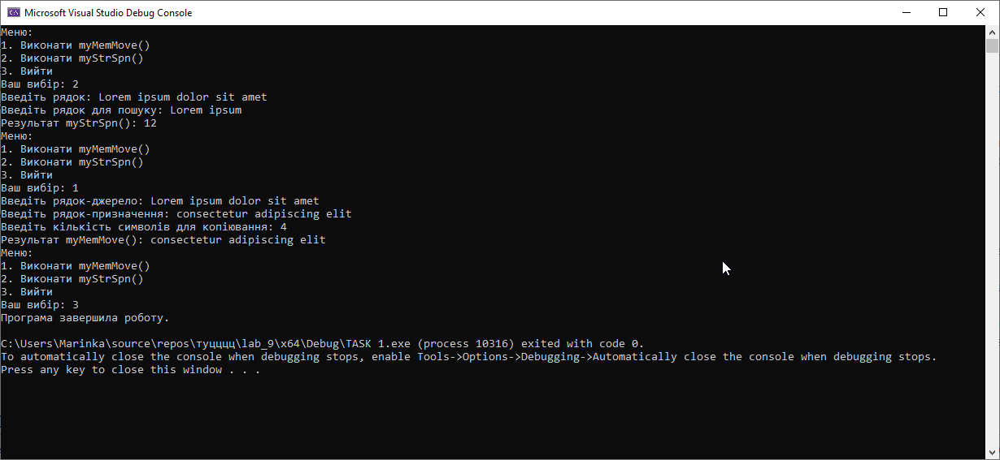 Microsoft Visual Studio Debug Console
Меню:
1. Виконати myMemMove()
2. Виконати myStrSpn()
3. Вийти
Ваш вибір: 2
Введіть рядок: Lorem ipsum dolor sit amet
Введіть рядок для пошуку: Lorem ipsum
Результат myStrSpn(): 12
Меню:
1. Виконати myMemMove()
2. Виконати myStrSpn()
3. Вийти
Ваш вибір: 1
Введіть рядок-джерело: Lorem ipsum dolor sit amet
Введіть рядок-призначення: consectetur adipiscing elit
Введіть кількість символів для копіювання: 4
Результат myMemMove(): consectetur adipiscing elit
Меню:
1. Виконати myMemMove()
2. Виконати myStrSpn()
3. Вийти
Ваш вибір: 3
Програма завершила роботу.
C:\Users\Marinka\source\repos\туцццц\lab_9\x64\Debug\TASK 1.exe (process 10316) exited with code 0.
To automatically close the console when debugging stops, enable Tools->Options->Debugging->Automatically close the console when debugging stops.
Press any key to close this window . . .